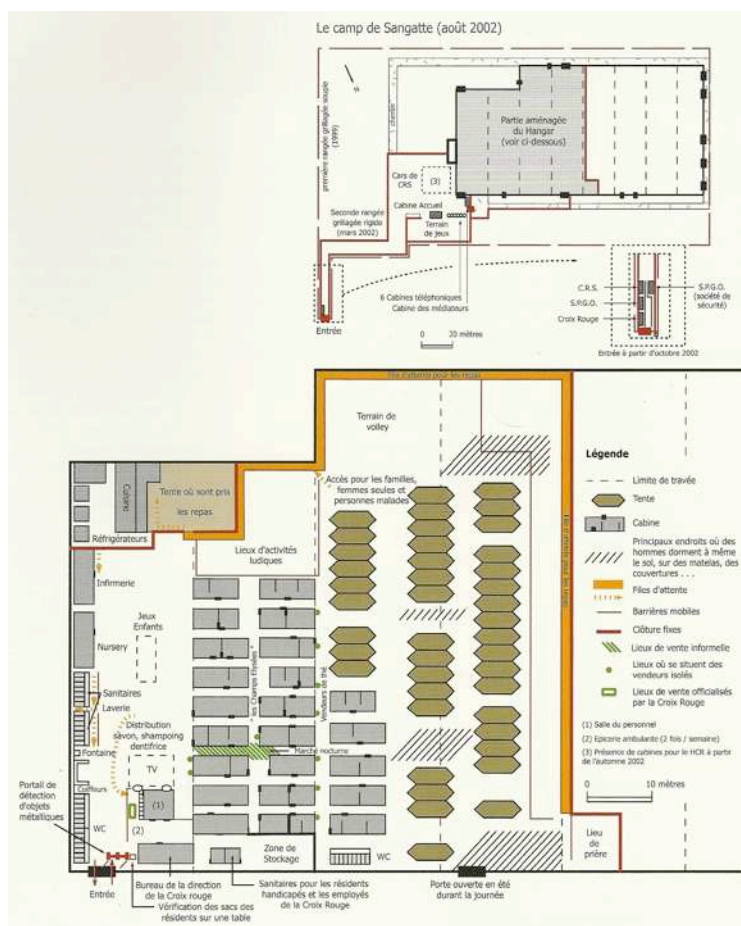 Le camp de Sangatte (août 2002)
première rangée grillagée souple
(1999)
chemin
Partie aménagée
du Hangar
(voir ci-dessous)
Cars de
CRS
(3)
Cabine Accueil
Seconde rangée
grillagée rigide
(mars 2002)
Terrain
de jeux
6 Cabines téléphoniques
Cabine des médiateurs
Entrée
0 20 mètres
C.R.S.
S.P.G.O.
Croix Rouge
S.P.G.O.
(société de
sécurité)
Entrée à partir d'octobre 2002
File d'attente pour les repas
Terrain de
volley
Cuisine
Tente où sont pris
les repas
Réfrigérateurs
Accès pour les familles,
femmes seules et
personnes malades
Lieux d'activités
ludiques
File d'attente pour les repas
Infirmerie
Jeux
Enfants
Nursery
" les Champs Elysées "
Vendeurs de thé
Sanitaires
Laverie
Distribution
savon, shampoing
dentifrice
Fontaine
TV
Marché nocturne
Coiffeurs
(1)
Portail de
détection
d'objets
métalliques
WC
(2)
Zone de
Stockage
WC
Lieu
de
prière
Entrée
Bureau de la direction
de la Croix rouge
Vérification des sacs des
résidents sur une table
Sanitaires pour les résidents
handicapés et les employés
de la Croix Rouge
Porte ouverte en été
durant la journée
Légende
Limite de travée
Tente
Cabine
Principaux endroits où des
hommes dorment à même
le sol, sur des matelas, des
couvertures . . .
Files d'attente
Barrières mobiles
Clôture fixes
Lieux de vente informelle
Lieux où se situent des
vendeurs isolés
Lieux de vente officialisés
par la Croix Rouge
(1) Salle du personnel
(2) Epicerie ambulante (2 fois / semaine)
(3) Présence de cabines pour le HCR à partir
de l'automne 2002
0 10 mètres